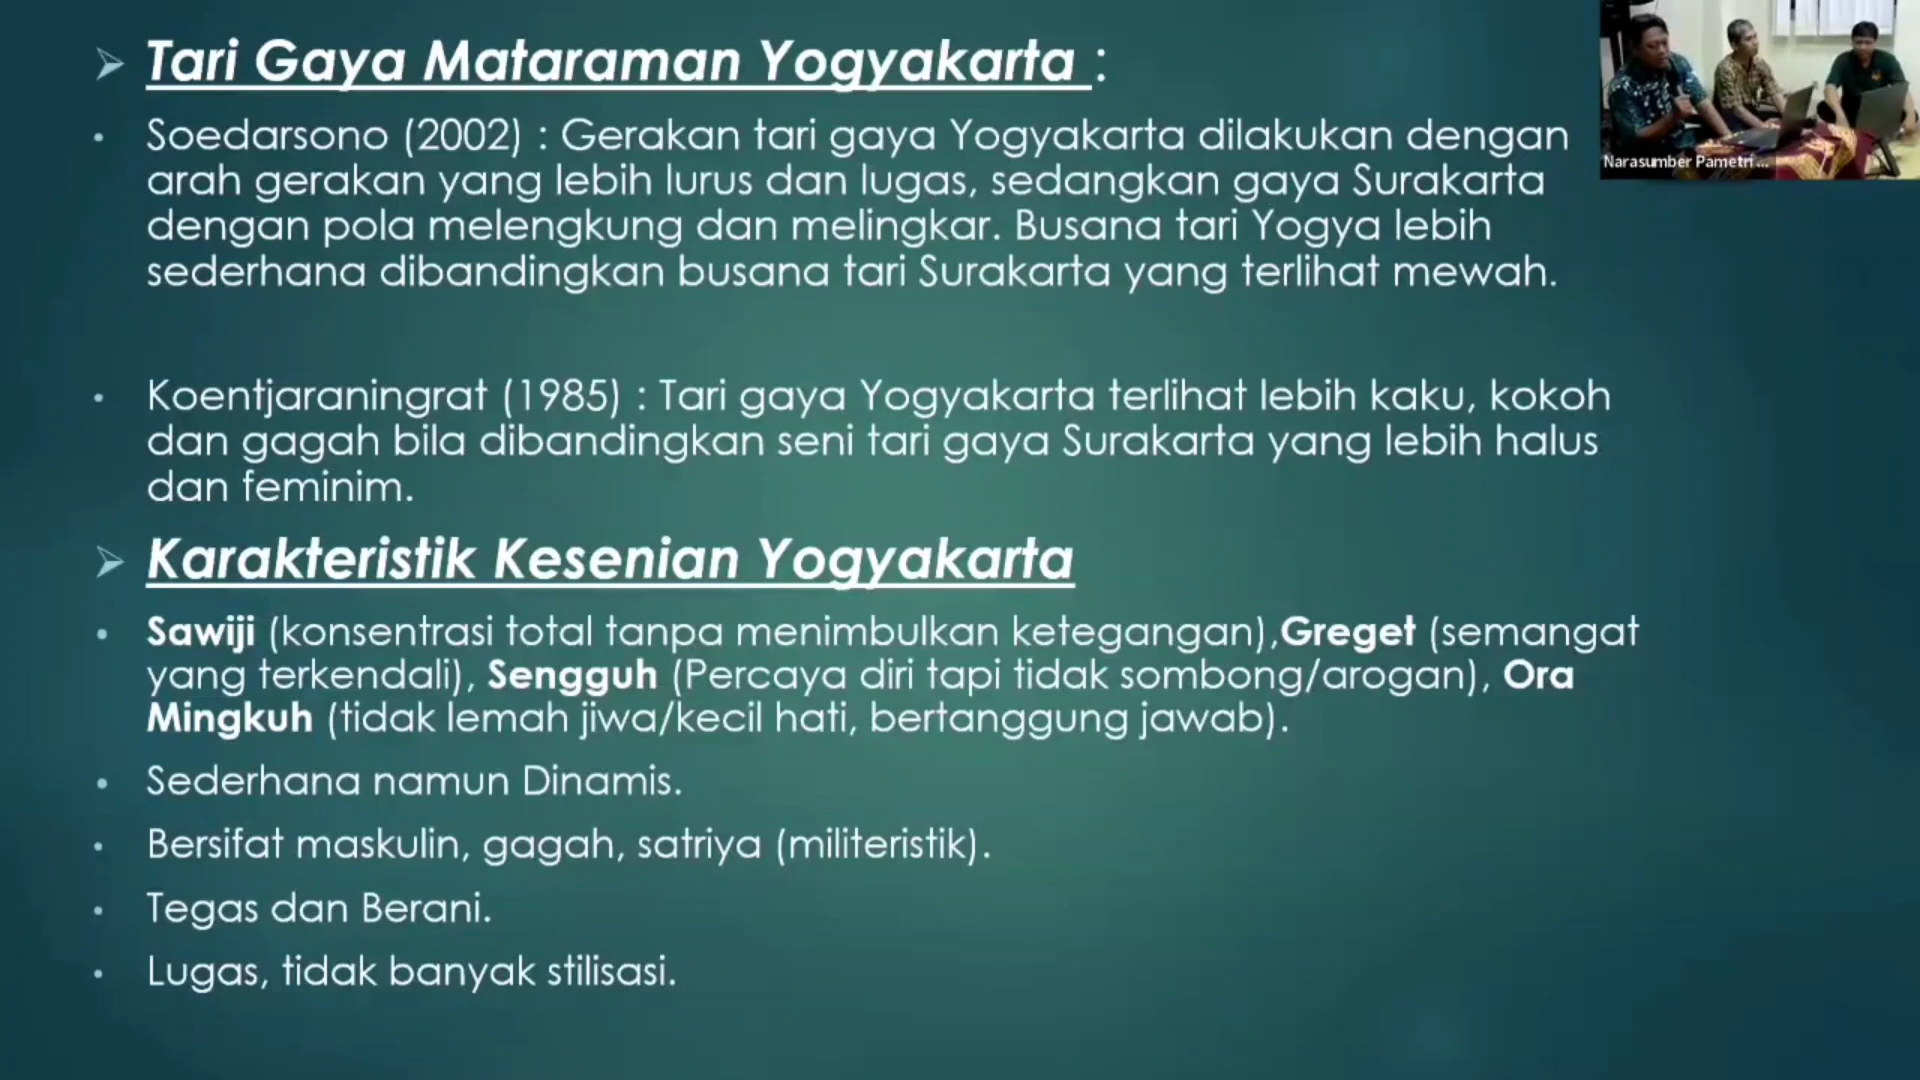 Tari Gaya Mataraman Yogyakarta :
Soedarsono (2002) : Gerakan tari gaya Yogyakarta dilakukan dengan
arah gerakan yang lebih lurus dan lugas, sedangkan gaya Surakarta
dengan pola melengkung dan melingkar. Busana tari Yogya lebih
sederhana dibandingkan busana tari Surakarta yang terlihat mewah.
Koentjaraningrat (1985) : Tari gaya Yogyakarta terlihat lebih kaku, kokoh
dan gagah bila dibandingkan seni tari gaya Surakarta yang lebih halus
dan feminim.
Karakteristik Kesenian Yogyakarta
Sawiji (konsentrasi total tanpa menimbulkan ketegangan),Greget (semangat
yang terkendali), Sengguh (Percaya diri tapi tidak sombong/arogan), Ora
Mingkuh (tidak lemah jiwa/kecil hati, bertanggung jawab).
Sederhana namun Dinamis.
Bersifat maskulin, gagah, satriya (militeristik).
Tegas dan Berani.
Lugas, tidak banyak stilisasi.
Narasumber Pametri ...